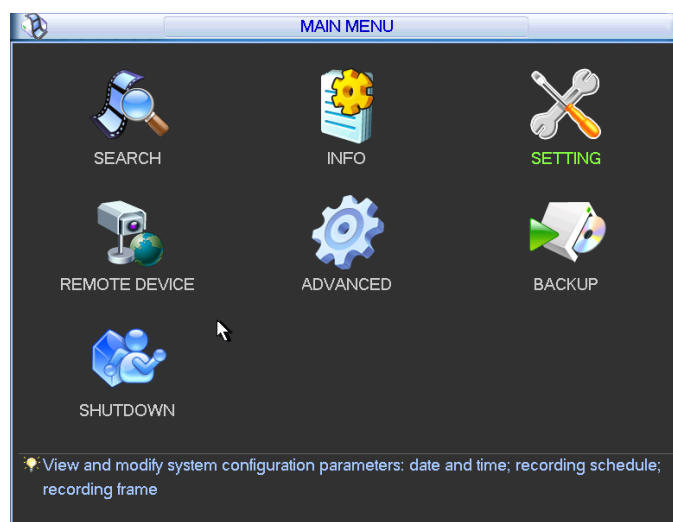 MAIN MENU
SEARCH
INFO
SETTING
REMOTE DEVICE
ADVANCED
BACKUP
SHUTDOWN
View and modify system configuration parameters: date and time; recording schedule;
recording frame